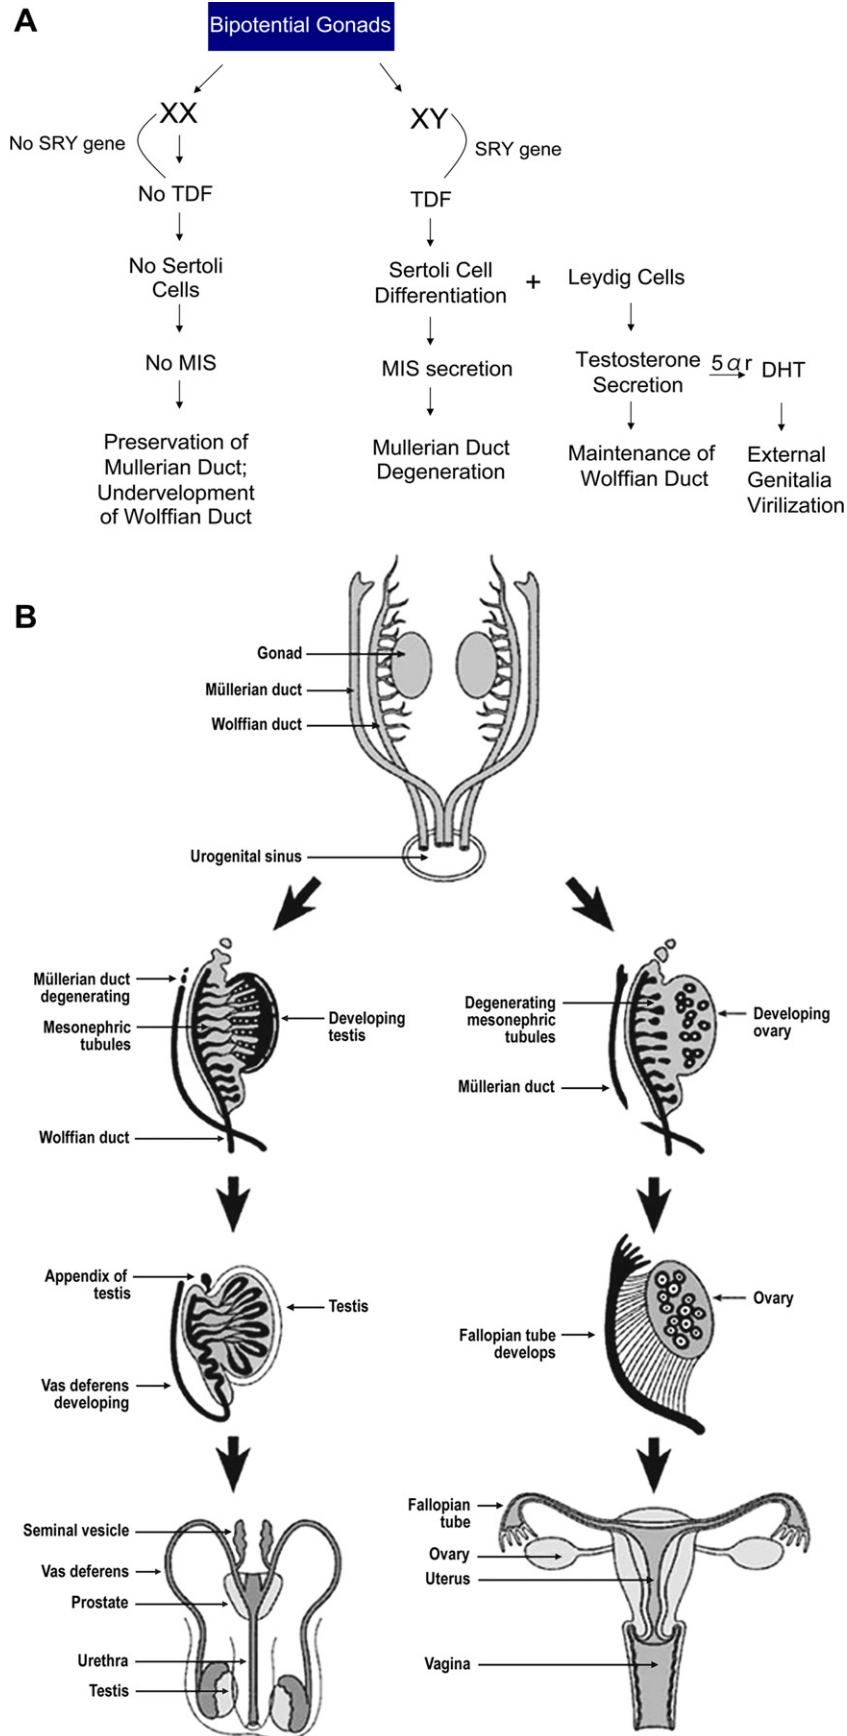 A
Bipotential Gonads
XX
XY
No SRY gene
SRY gene
No TDF
TDF
No Sertoli
Cells
Sertoli Cell
Differentiation
+
Leydig Cells
No MIS
MIS secretion
Testosterone
Secretion
5αr
DHT
Preservation of
Mullerian Duct;
Undervelopment
of Wolffian Duct
Mullerian Duct
Degeneration
Maintenance of
Wolffian Duct
External
Genitalia
Virilization
B
Gonad
Müllerian duct
Wolffian duct
Urogenital sinus
Müllerian duct
degenerating
Mesonephric
tubules
Developing
testis
Wolffian duct
Degenerating
mesonephric
tubules
Developing
ovary
Müllerian duct
Appendix of
testis
Testis
Vas deferens
developing
Ovary
Fallopian tube
develops
Seminal vesicle
Vas deferens
Prostate
Urethra
Testis
Fallopian
tube
Ovary
Uterus
Vagina